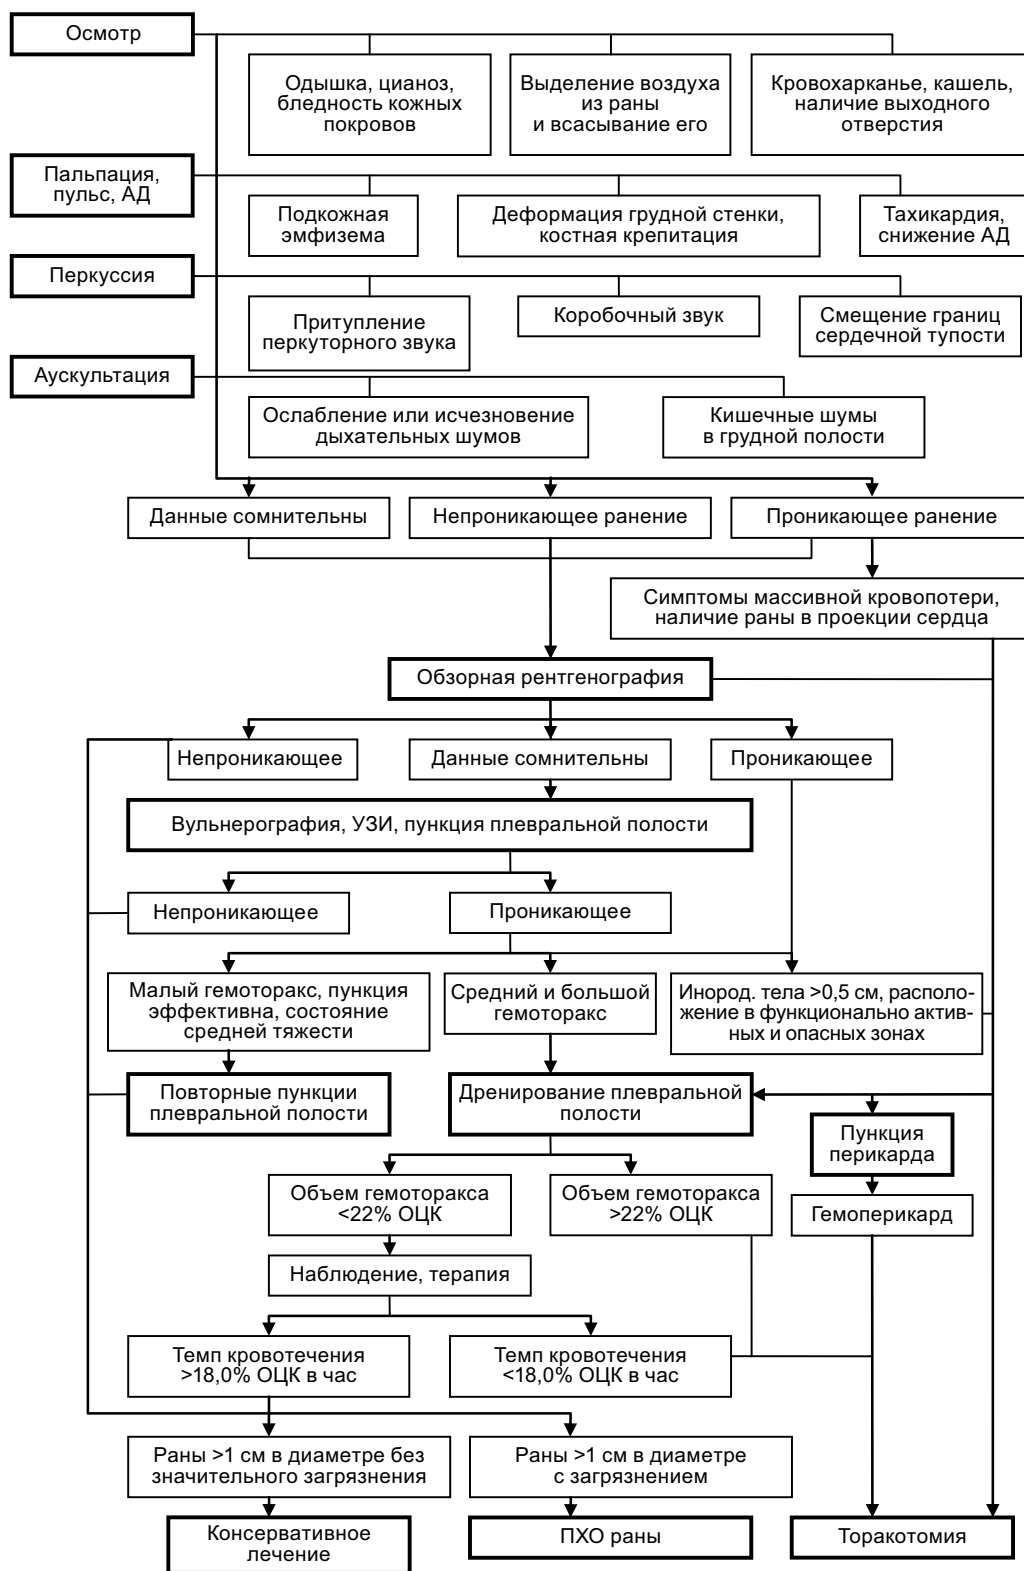 Осмотр
Одышка, цианоз,
бледность кожных
покровов
Выделение воздуха
из раны
и всасывание его
Кровохарканье, кашель,
наличие выходного
отверстия
Пальпация,
пульс, АД
Подкожная
эмфизема
Деформация грудной стенки,
костная крепитация
Тахикардия,
снижение АД
Перкуссия
Притупление
перкуторного звука
Коробочный звук
Смещение границ
сердечной тупости
Аускультация
Ослабление или исчезновение
дыхательных шумов
Кишечные шумы
в грудной полости
Данные сомнительны
Непроникающее ранение
Проникающее ранение
Симптомы массивной кровопотери,
наличие раны в проекции сердца
Обзорная рентгенография
Непроникающее
Данные сомнительны
Проникающее
Вульнерография, УЗИ, пункция плевральной полости
Непроникающее
Проникающее
Малый гемоторакс, пункция
эффективна, состояние
средней тяжести
Средний и большой
гемоторакс
Инород. тела >0,5 см, располо-
жение в функционально актив-
ных и опасных зонах
Повторные пункции
плевральной полости
Дренирование плевральной
полости
Пункция
перикарда
Объем гемоторакса
<22% ОЦК
Объем гемоторакса
>22% ОЦК
Гемоперикард
Наблюдение, терапия
Темп кровотечения
>18,0% ОЦК в час
Темп кровотечения
<18,0% ОЦК в час
Раны >1 см в диаметре без
значительного загрязнения
Раны >1 см в диаметре
с загрязнением
Консервативное
лечение
ПХО раны
Торакотомия